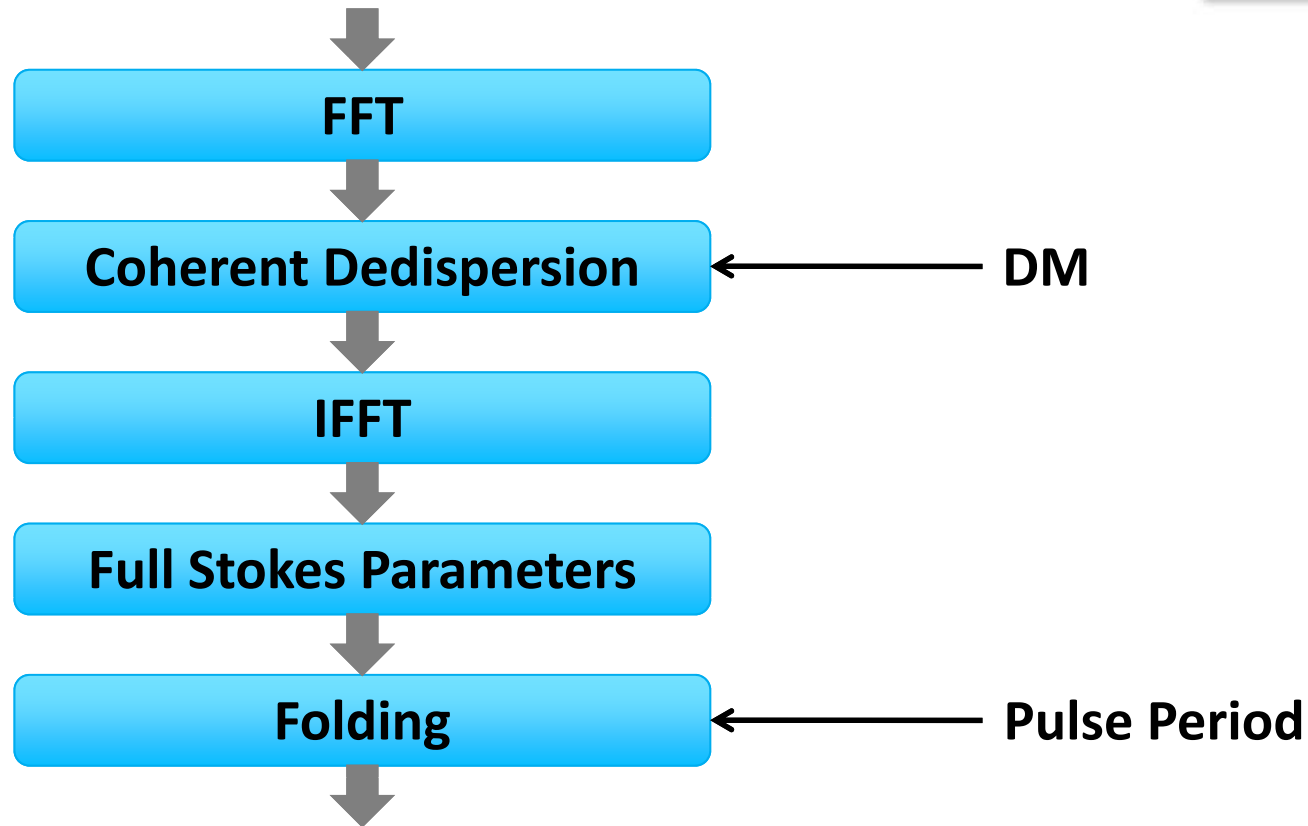 FFT
Coherent Dedispersion
DM
IFFT
Full Stokes Parameters
Folding
Pulse Period